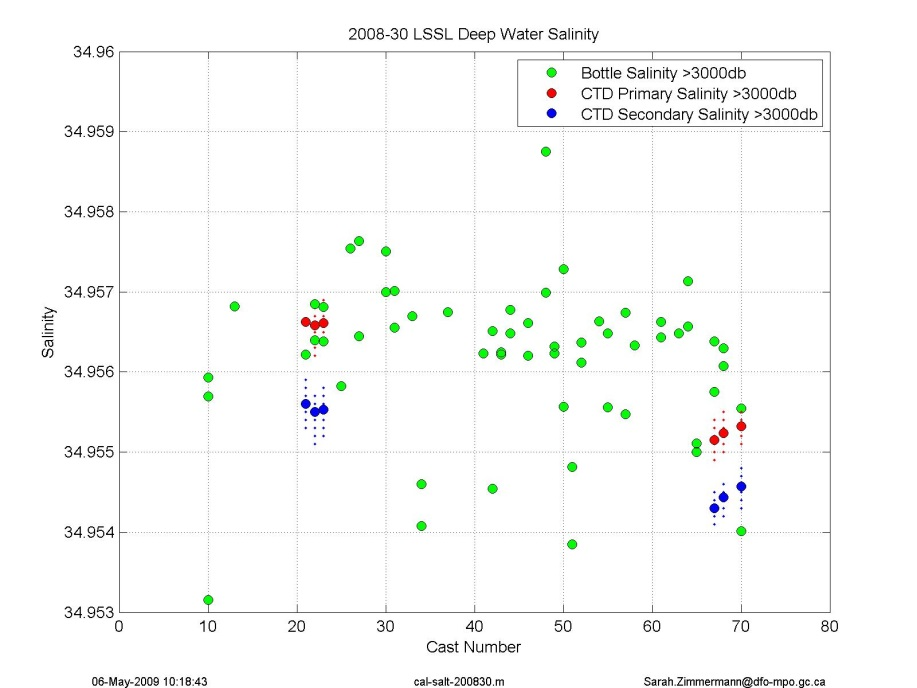 2008-30 LSSL Deep Water Salinity
34.96
34.959
34.958
34.957
34.956
34.955
34.954
34.953
Salinity
Bottle Salinity >3000db
CTD Primary Salinity >3000db
CTD Secondary Salinity >3000db
0 10 20 30 40 50 60 70 80
Cast Number
06-May-2009 10:18:43 cal-salt-200830.m Sarah.Zimmermann@dfo-mpo.gc.ca